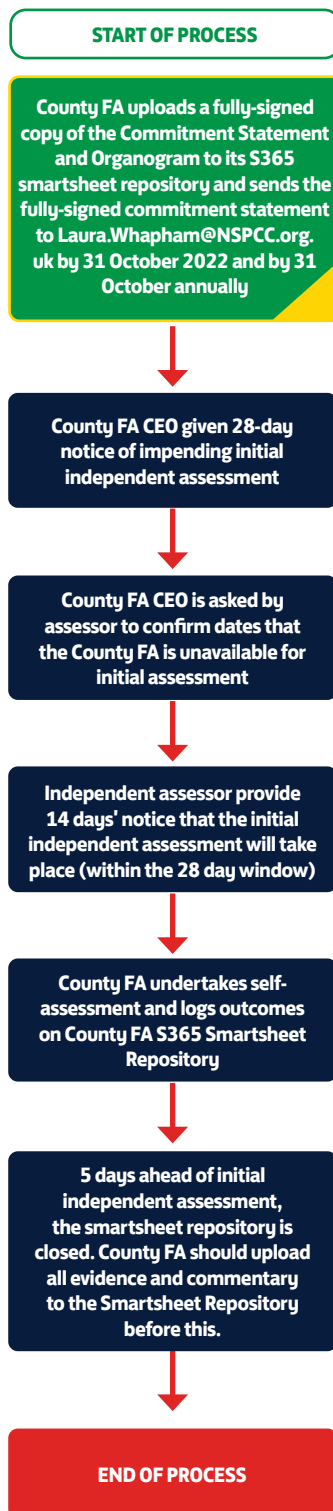 START OF PROCESS
County FA uploads a fully-signed
copy of the Commitment Statement
and Organogram to its S365
smartsheet repository and sends the
fully-signed commitment statement
to Laura.Whapham@NSPCC.org.
uk by 31 October 2022 and by 31
October annually
County FA CEO given 28-day
notice of impending initial
independent assessment
County FA CEO is asked by
assessor to confirm dates that
the County FA is unavailable for
initial assessment
Independent assessor provide
14 days' notice that the initial
independent assessment will take
place (within the 28 day window)
County FA undertakes self-
assessment and logs outcomes
on County FA S365 Smartsheet
Repository
5 days ahead of initial
independent assessment,
the smartsheet repository is
closed. County FA should upload
all evidence and commentary
to the Smartsheet Repository
before this.
END OF PROCESS